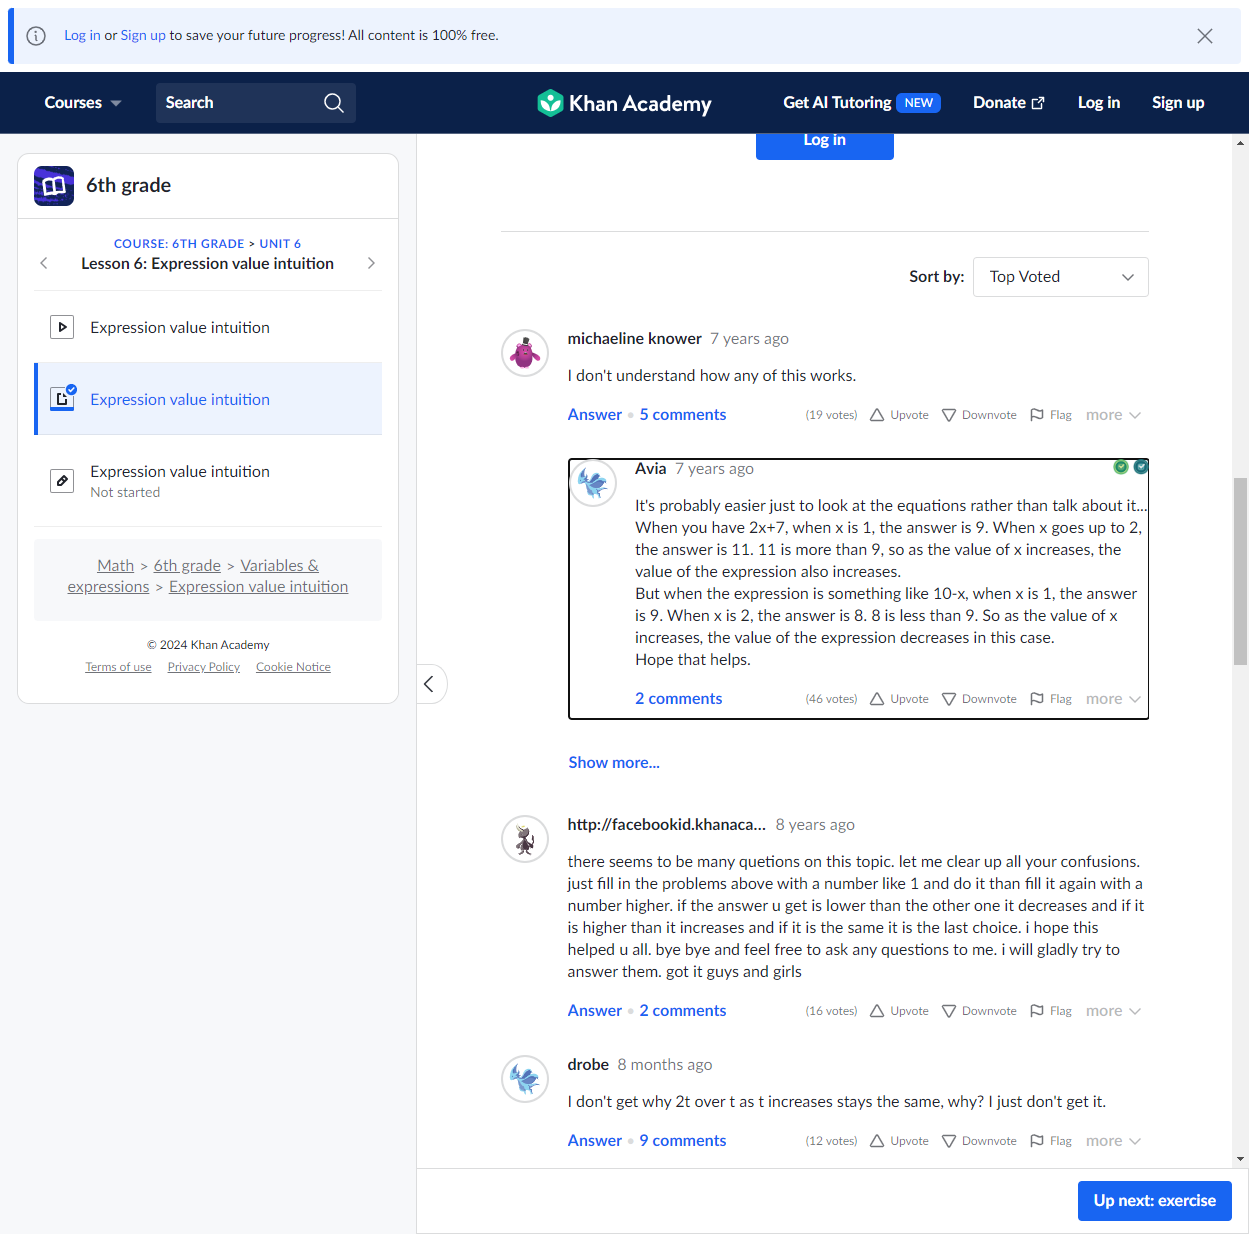 Log in or Sign up to save your future progress! All content is 100% free.
Courses
Search
Khan Academy
Get AI Tutoring NEW
Donate
Log in
Sign up
6th grade
COURSE: 6TH GRADE > UNIT 6
Lesson 6: Expression value intuition
Expression value intuition
Expression value intuition
Expression value intuition
Not started
Math > 6th grade > Variables &
expressions > Expression value intuition
© 2024 Khan Academy
Terms of use Privacy Policy Cookie Notice
Log in
Sort by: Top Voted
michaeline knower 7 years ago
I don't understand how any of this works.
Answer • 5 comments (19 votes) Upvote Downvote Flag more
Avia 7 years ago
It's probably easier just to look at the equations rather than talk about it...
When you have 2x+7, when x is 1, the answer is 9. When x goes up to 2,
the answer is 11. 11 is more than 9, so as the value of x increases, the
value of the expression also increases.
But when the expression is something like 10-x, when x is 1, the answer
is 9. When x is 2, the answer is 8. 8 is less than 9. So as the value of x
increases, the value of the expression decreases in this case.
Hope that helps.
2 comments (46 votes) Upvote Downvote Flag more
Show more...
http://facebookid.khanaca... 8 years ago
there seems to be many quetions on this topic. let me clear up all your confusions.
just fill in the problems above with a number like 1 and do it than fill it again with a
number higher. if the answer u get is lower than the other one it decreases and if it
is higher than it increases and if it is the same it is the last choice. i hope this
helped u all. bye bye and feel free to ask any questions to me. i will gladly try to
answer them. got it guys and girls
Answer • 2 comments (16 votes) Upvote Downvote Flag more
drobe 8 months ago
I don't get why 2t over t as t increases stays the same, why? I just don't get it.
Answer • 9 comments (12 votes) Upvote Downvote Flag more
Up next: exercise